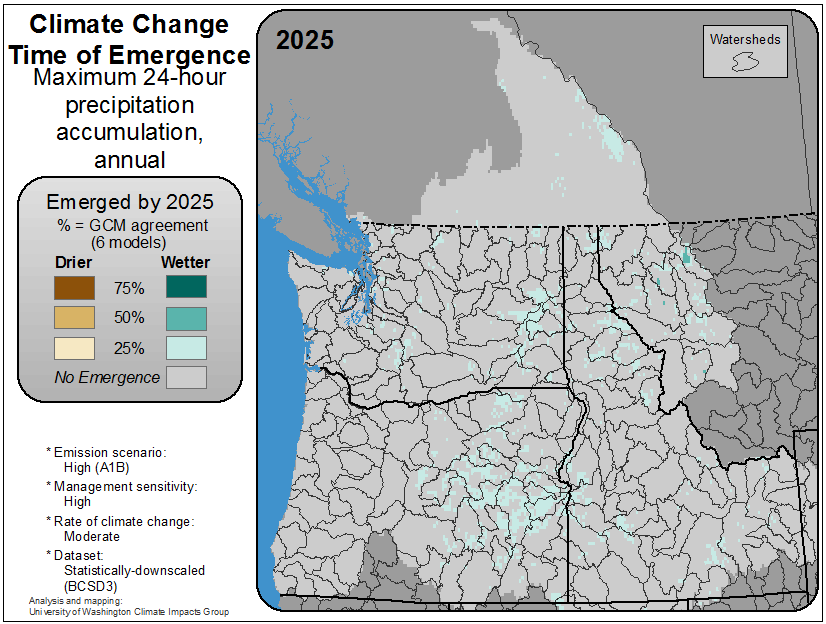 Climate Change
Time of Emergence
Maximum 24-hour
precipitation
accumulation,
annual
Emerged by 2025
% = GCM agreement
(6 models)
Drier Wetter
75%
50%
25%
No Emergence
* Emission scenario:
High (A1B)
* Management sensitivity:
High
* Rate of climate change:
Moderate
* Dataset:
Statistically-downscaled
(BCSD3)
Analysis and mapping:
University of Washington Climate Impacts Group
2025
Watersheds